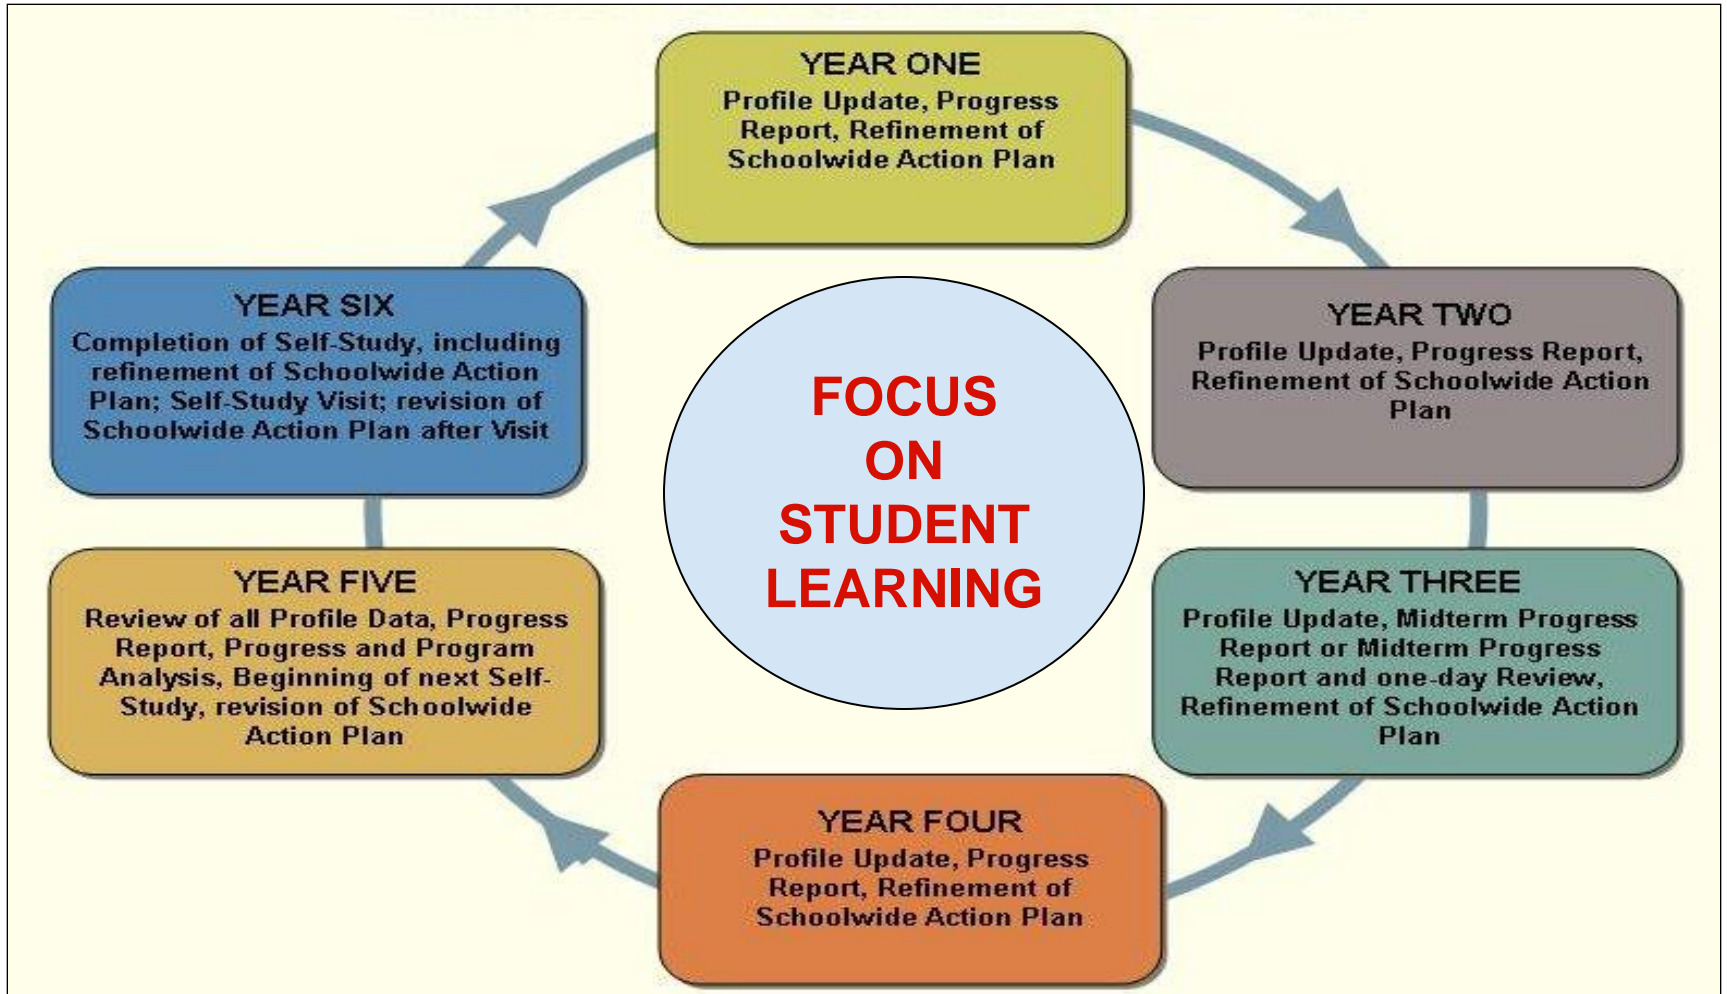 YEAR ONE
Profile Update, Progress
Report, Refinement of
Schoolwide Action Plan
YEAR TWO
Profile Update, Progress Report,
Refinement of Schoolwide Action
Plan
YEAR THREE
Profile Update, Midterm Progress
Report or Midterm Progress
Report and one-day Review,
Refinement of Schoolwide Action
Plan
YEAR FOUR
Profile Update, Progress
Report, Refinement of
Schoolwide Action Plan
YEAR FIVE
Review of all Profile Data, Progress
Report, Progress and Program
Analysis, Beginning of next Self-
Study, revision of Schoolwide
Action Plan
YEAR SIX
Completion of Self-Study, including
refinement of Schoolwide Action
Plan; Self-Study Visit; revision of
Schoolwide Action Plan after Visit
FOCUS
ON
STUDENT
LEARNING